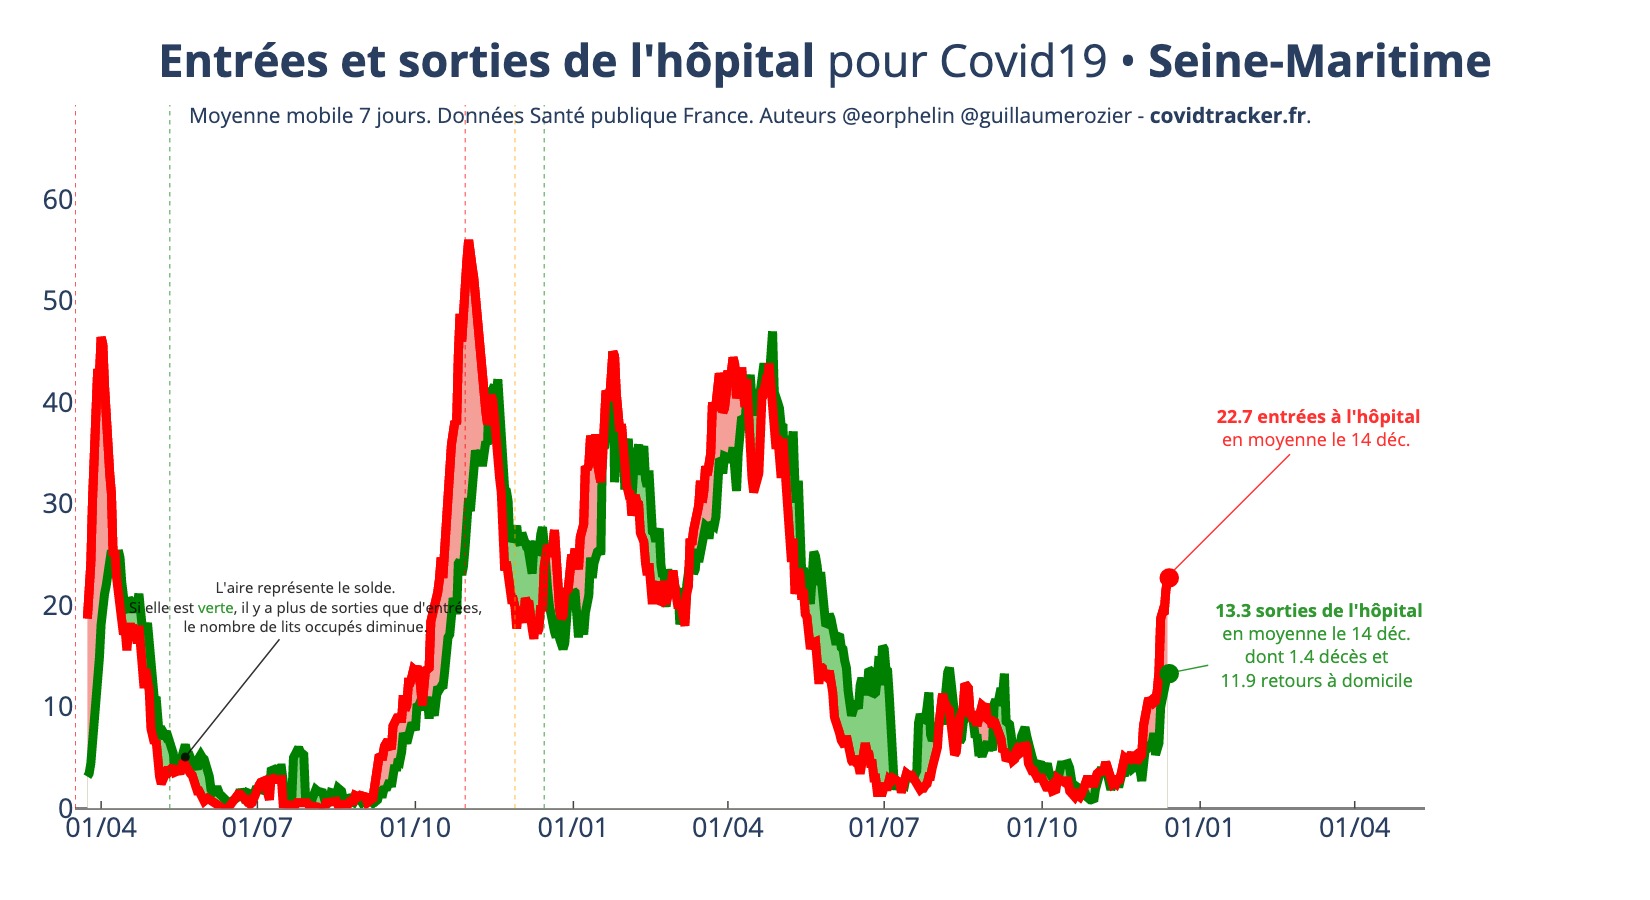 Entrées et sorties de l'hôpital pour Covid19 • Seine-Maritime
Moyenne mobile 7 jours. Données Santé publique France. Auteurs @eorphelin @guillaumerozier - covidtracker.fr.
60
50
40
30
20
10
0
L'aire représente le solde.
Si elle est verte, il y a plus de sorties que d'entrées,
le nombre de lits occupés diminue.
22.7 entrées à l'hôpital
en moyenne le 14 déc.
13.3 sorties de l'hôpital
en moyenne le 14 déc.
dont 1.4 décès et
11.9 retours à domicile
01/04 01/07 01/10 01/01 01/04 01/07 01/10 01/01 01/04